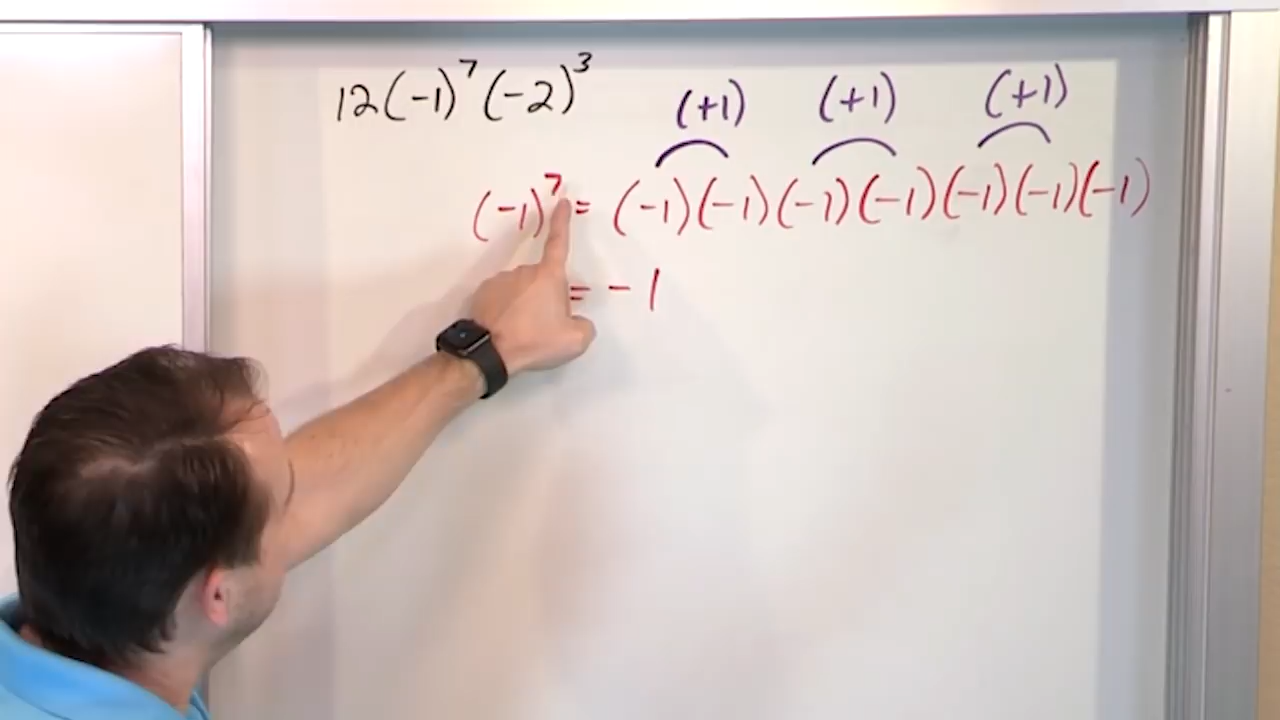 12(-1)⁷(-2)³
(+1) (+1) (+1)
(-1)⁷ = (-1)(-1)(-1)(-1)(-1)(-1)(-1)
= -1